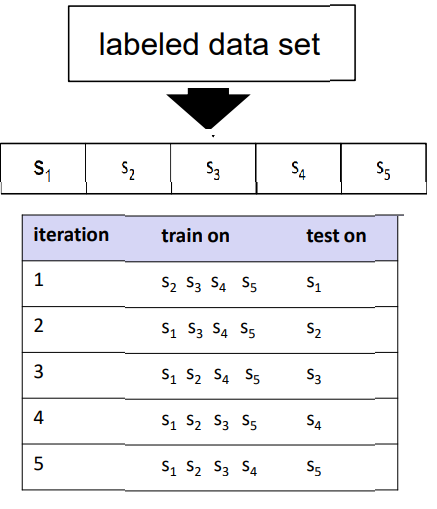 labeled data set
S₁ S₂ S₃ S₄ S₅
iteration train on test on
1 s₂ s₃ s₄ s₅ s₁
2 s₁ s₃ s₄ s₅ s₂
3 s₁ s₂ s₄ s₅ s₃
4 s₁ s₂ s₃ s₅ s₄
5 s₁ s₂ s₃ s₄ s₅